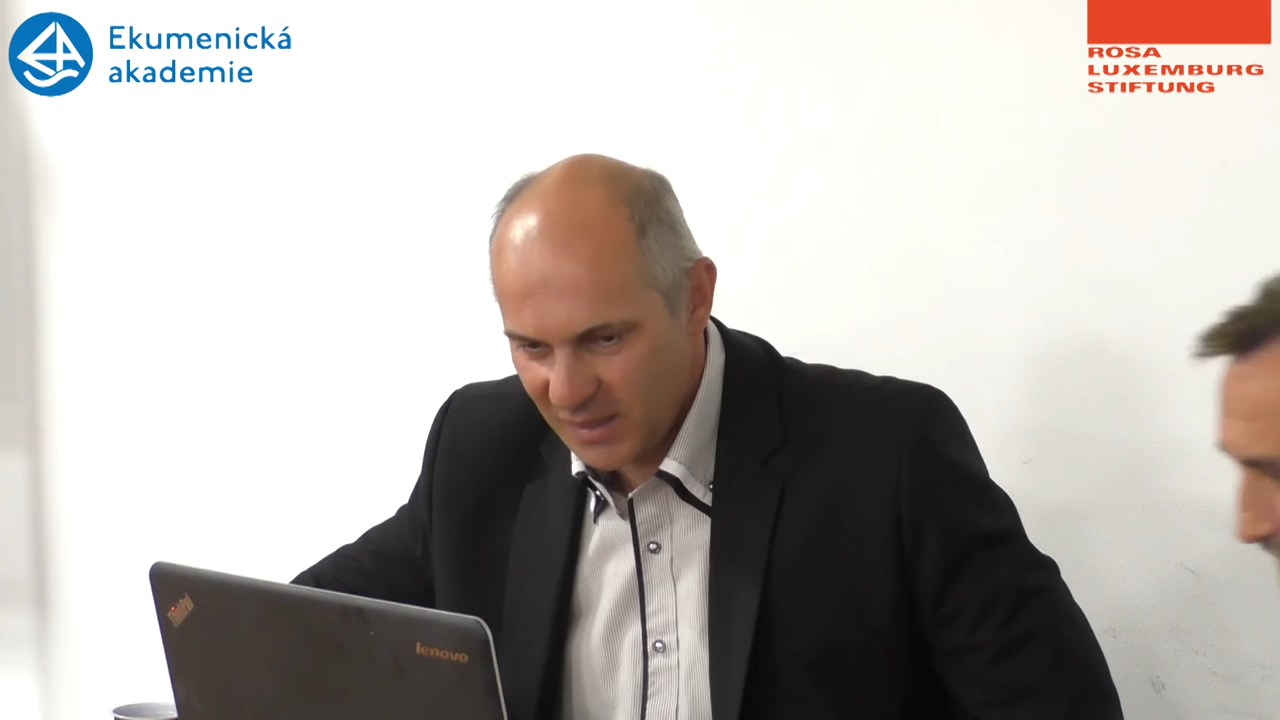 Ekumenická
akademie
ROSA
LUXEMBURG
STIFTUNG
ThinkPad
lenovo